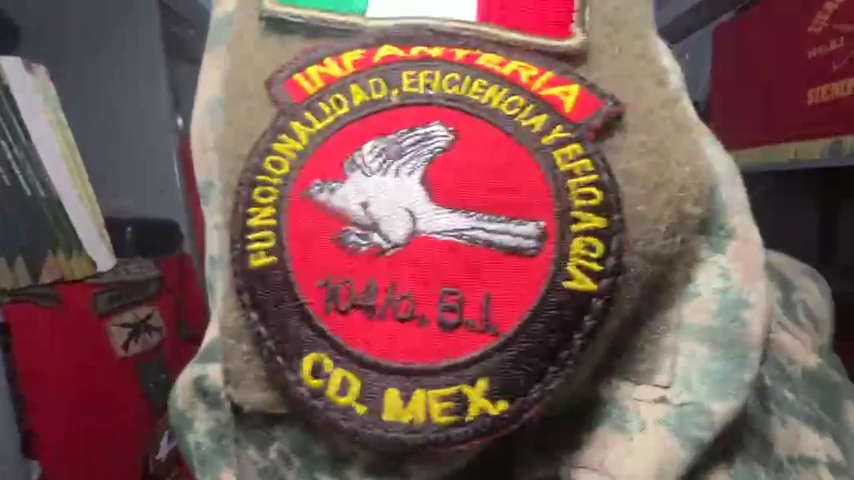 INFANTERIA
FUNCIONALIDAD, EFICIENCIA Y EFICACIA
104/o. B.I.
CD. MEX.